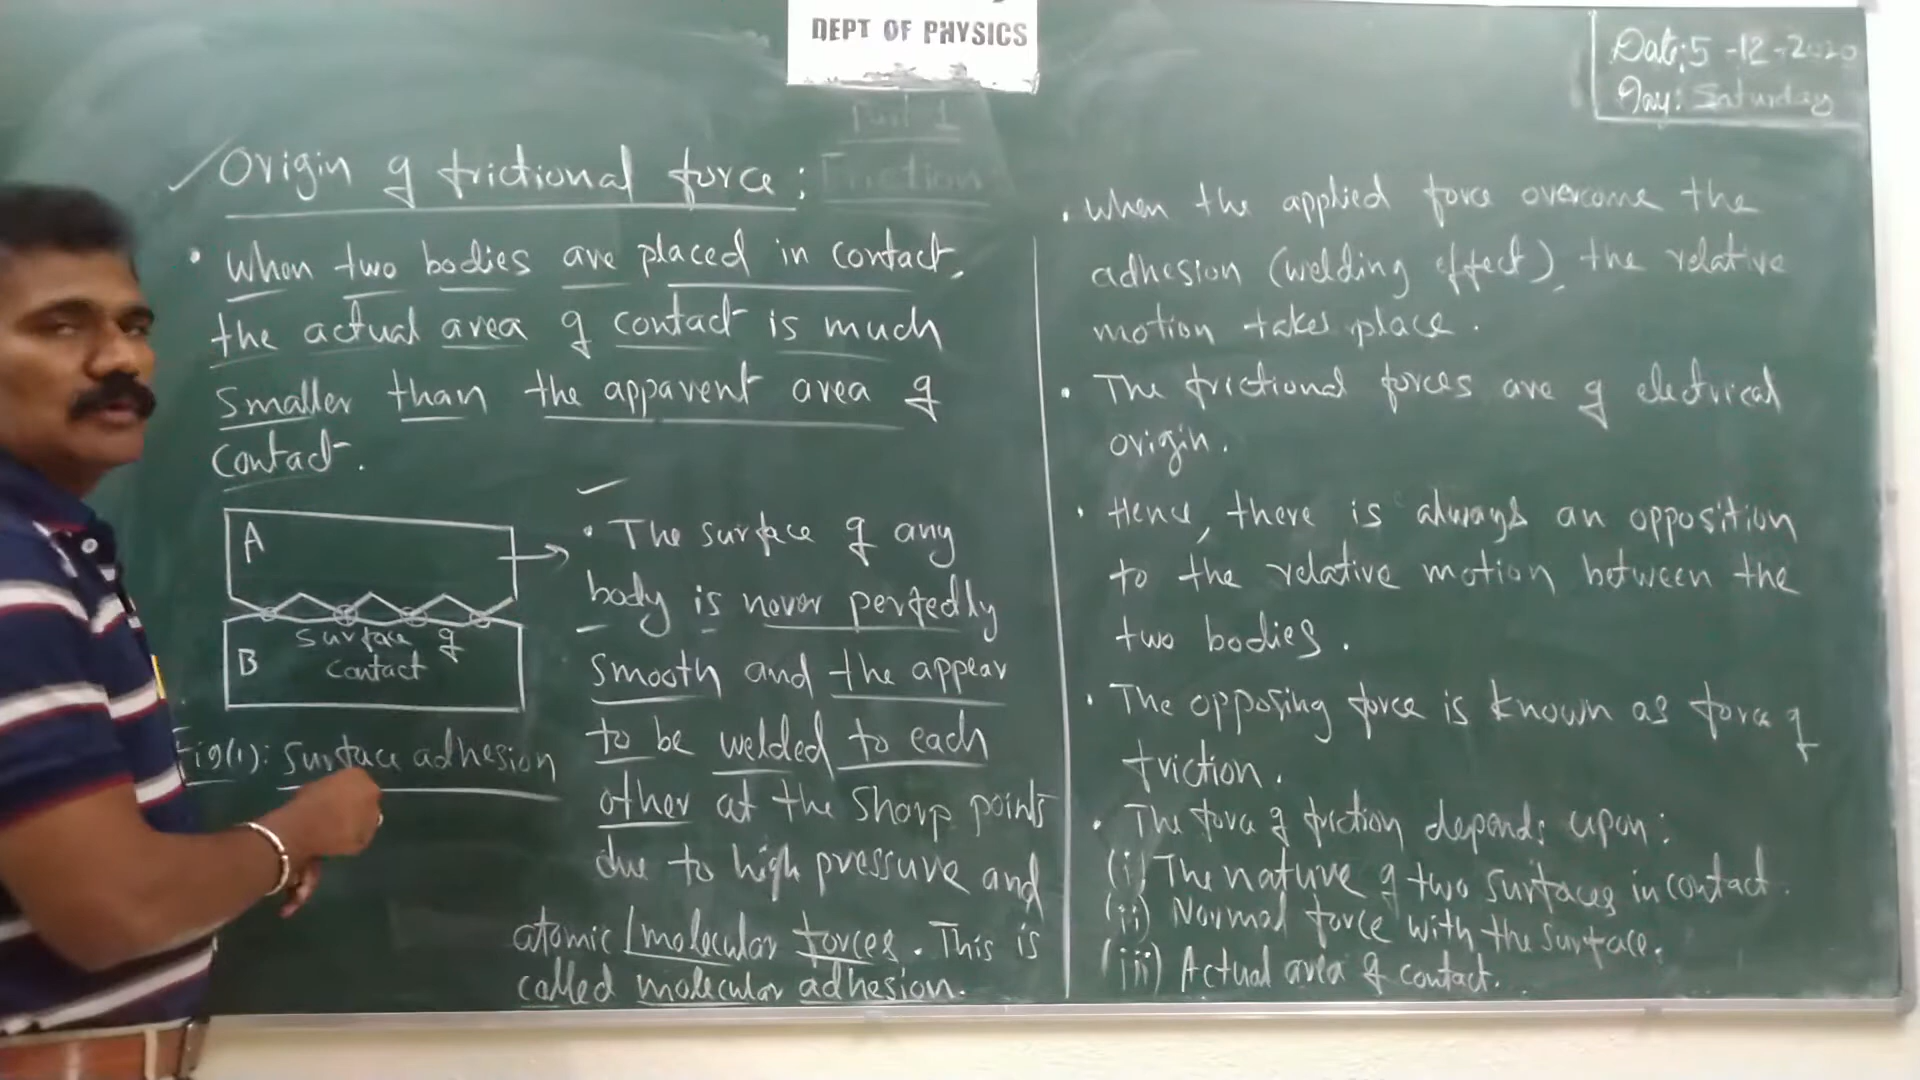 DEPT OF PHYSICS
Date: 5-12-2020
Day: Saturday
Part 1
Friction
Origin of frictional force:
• When two bodies are placed in contact,
the actual area of contact is much
smaller than the apparent area of
contact.
A
B
surface of
contact
Fig(1): Surface adhesion
• The surface of any
body is never perfectly
smooth and the appear
to be welded to each
other at the sharp points
due to high pressure and
atomic/molecular forces. This is
called molecular adhesion.
• When the applied force overcome the
adhesion (welding effect), the relative
motion takes place.
• The frictional forces are of electrical
origin.
• Hence, there is always an opposition
to the relative motion between the
two bodies.
• The opposing force is known as force of
friction.
• The force of friction depends upon:
(i) The nature of two surfaces in contact.
(ii) Normal force with the surface.
(iii) Actual area of contact.